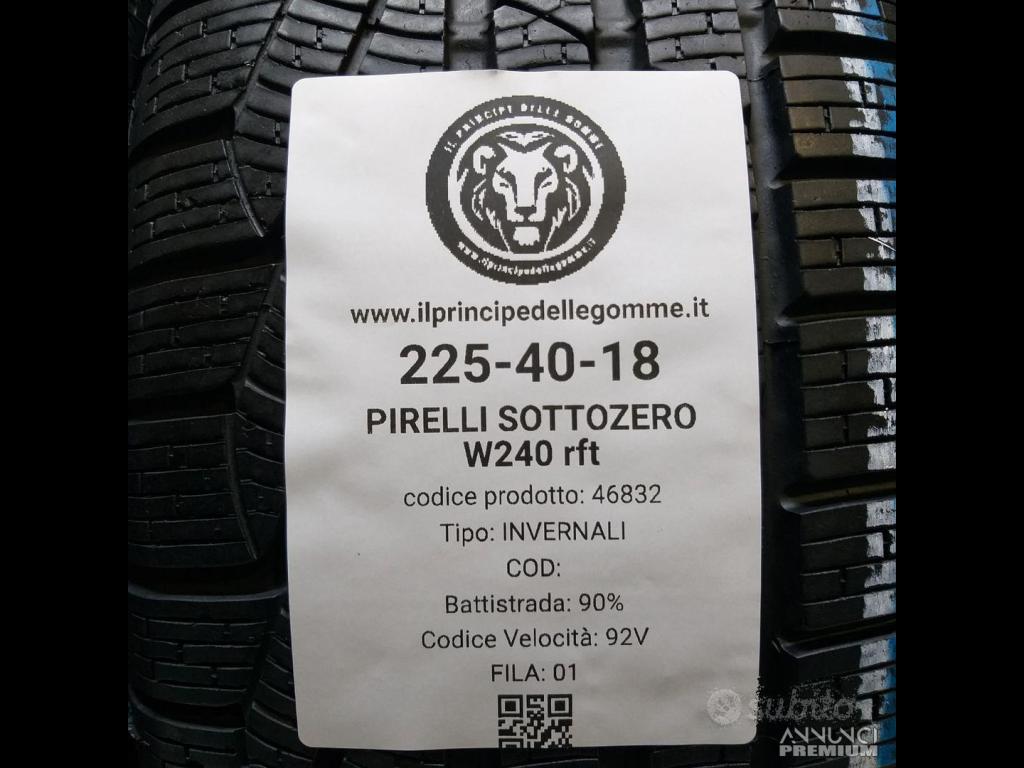 IL PRINCIPE DELLE GOMME
www.ilprincipedellegomme.it
www.ilprincipedellegomme.it
225-40-18
PIRELLI SOTTOZERO
W240 rft
codice prodotto: 46832
Tipo: INVERNALI
COD:
Battistrada: 90%
Codice Velocità: 92V
FILA: 01
subito
ANNUNCI
PREMIUM